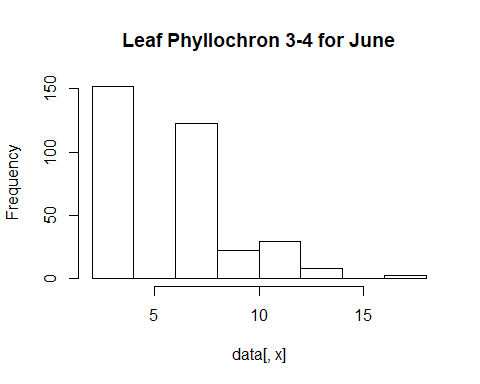 Leaf Phyllochron 3-4 for June
Frequency
150
100
50
0
5 10 15
data[, x]